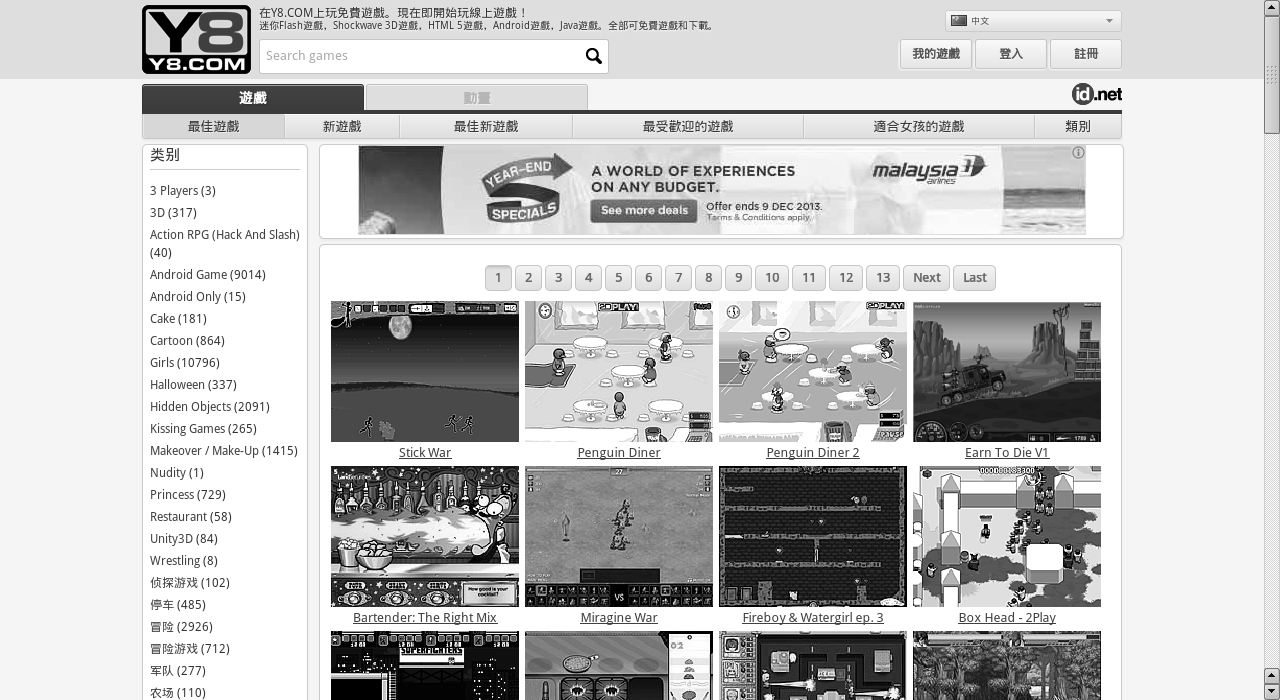 Y8
Y8.COM
在Y8.COM上玩免費遊戲。現在即開始玩線上遊戲！
迷你Flash遊戲，Shockwave 3D遊戲，HTML 5遊戲，Android遊戲，Java遊戲。全部可免費遊戲和下載。
Search games
中文
我的遊戲
登入
註冊
遊戲
動畫
id.net
最佳遊戲
新遊戲
最佳新遊戲
最受歡迎的遊戲
適合女孩的遊戲
類別
类别
3 Players (3)
3D (317)
Action RPG (Hack And Slash)
(40)
Android Game (9014)
Android Only (15)
Cake (181)
Cartoon (864)
Girls (10796)
Halloween (337)
Hidden Objects (2091)
Kissing Games (265)
Makeover / Make-Up (1415)
Nudity (1)
Princess (729)
Restaurant (58)
Unity3D (84)
Wrestling (8)
侦探游戏 (102)
停车 (485)
冒险 (2926)
冒险游戏 (712)
军队 (277)
农场 (110)
YEAR-END
SPECIALS
A WORLD OF EXPERIENCES
ON ANY BUDGET.
See more deals
Offer ends 9 DEC 2013.
Terms & Conditions apply.
malaysia
airlines
1 2 3 4 5 6 7 8 9 10 11 12 13 Next Last
Stick War
Penguin Diner
Penguin Diner 2
Earn To Die V1
How good is your
cocktail?
VS
Bartender: The Right Mix
Miragine War
Fireboy & Watergirl ep. 3
Box Head - 2Play